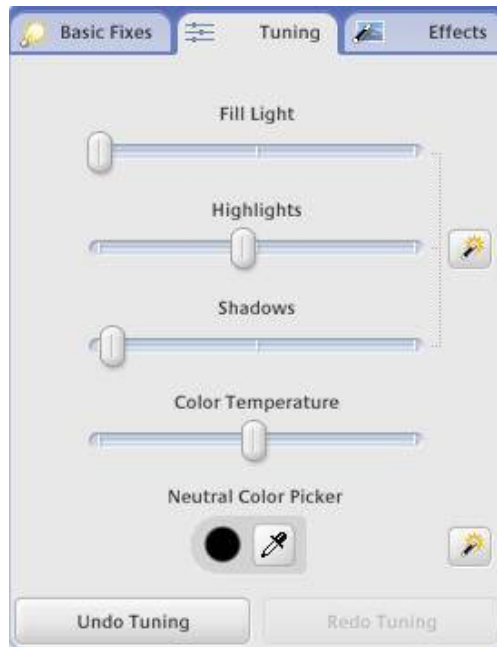 Basic Fixes Tuning Effects
Fill Light
Highlights
Shadows
Color Temperature
Neutral Color Picker
Undo Tuning Redo Tuning